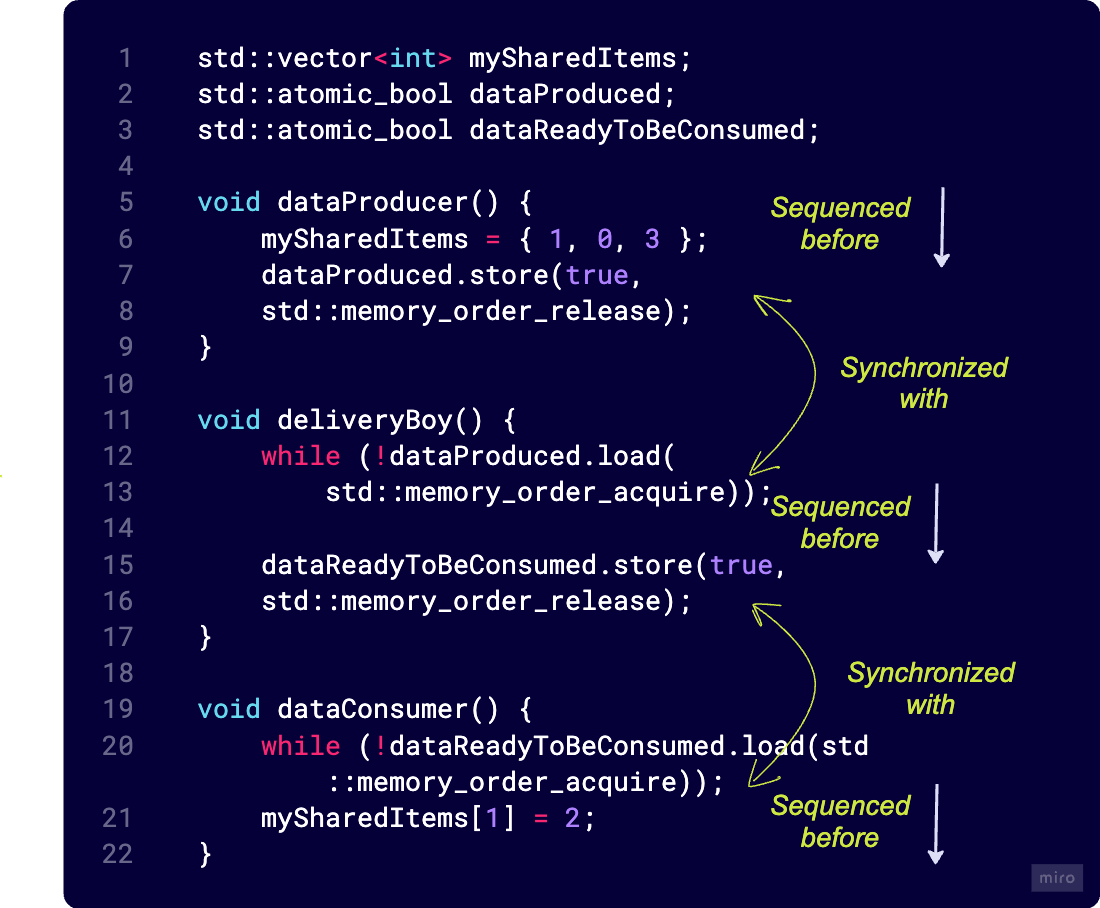 1 std::vector<int> mySharedItems;
2 std::atomic_bool dataProduced;
3 std::atomic_bool dataReadyToBeConsumed;
4
5 void dataProducer() {
6 mySharedItems = { 1, 0, 3 };
7 dataProduced.store(true,
8 std::memory_order_release);
9 }
10
11 void deliveryBoy() {
12 while (!dataProduced.load(
13 std::memory_order_acquire));
14
15 dataReadyToBeConsumed.store(true,
16 std::memory_order_release);
17 }
18
19 void dataConsumer() {
20 while (!dataReadyToBeConsumed.load(std
::memory_order_acquire));
21 mySharedItems[1] = 2;
22 }
Sequenced
before
Synchronized
with
Sequenced
before
Synchronized
with
Sequenced
before
miro